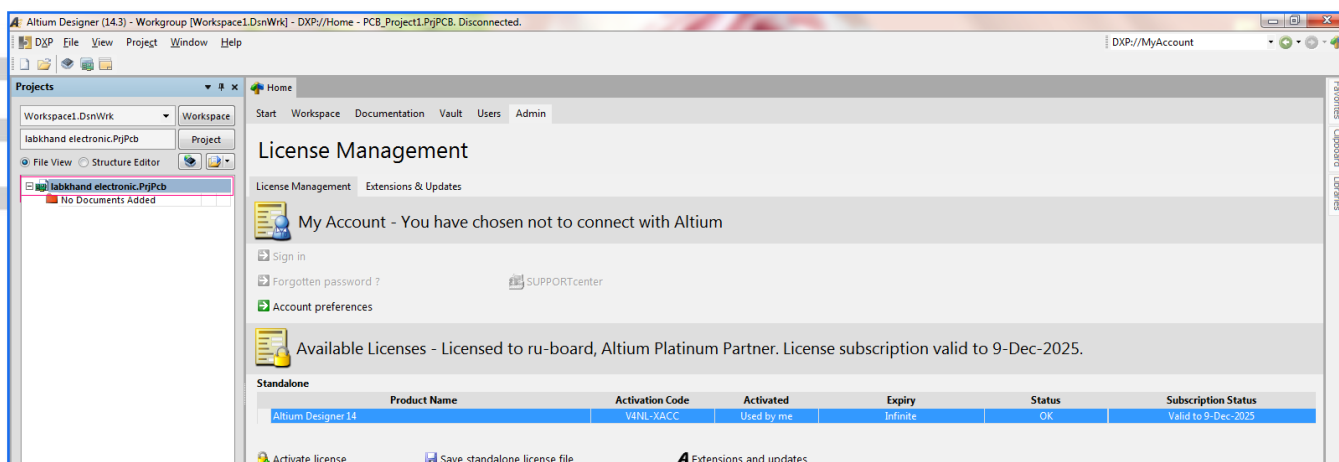 Altium Designer (14.3) - Workgroup [Workspace1.DsnWrk] - DXP://Home - PCB_Project1.PrjPCB. Disconnected.
DXP File View Project Window Help
DXP://MyAccount
Projects
Home
Workspace1.DsnWrk
Workspace
labkhand electronic.PrjPcb
Project
File View
Structure Editor
labkhand electronic.PrjPcb
No Documents Added
Start Workspace Documentation Vault Users Admin
License Management
License Management Extensions & Updates
My Account - You have chosen not to connect with Altium
Sign in
Forgotten password ? SUPPORTcenter
Account preferences
Available Licenses - Licensed to ru-board, Altium Platinum Partner. License subscription valid to 9-Dec-2025.
Standalone
Product Name Activation Code Activated Expiry Status Subscription Status
Altium Designer 14 V4NL-XACC Used by me Infinite OK Valid to 9-Dec-2025
Activate license Save standalone license file Extensions and updates
Favorites
Clipboard
Libraries